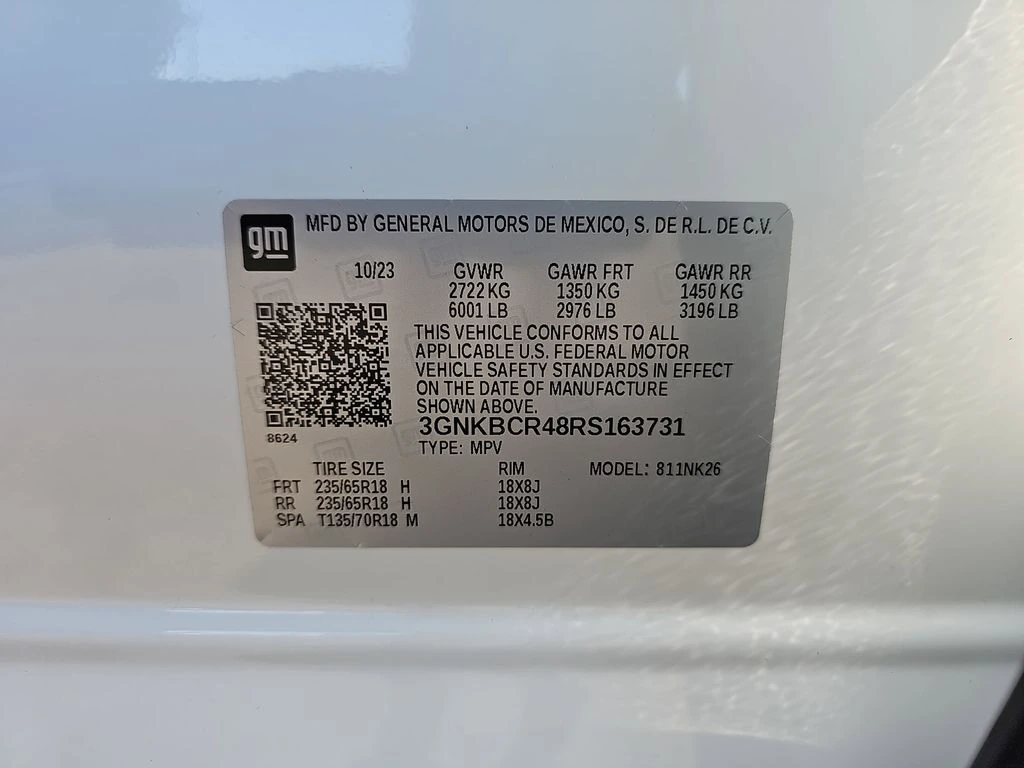 gm
MFD BY GENERAL MOTORS DE MEXICO, S. DE R.L. DE C.V.
10/23 GVWR GAWR FRT GAWR RR
2722 KG 1350 KG 1450 KG
6001 LB 2976 LB 3196 LB
THIS VEHICLE CONFORMS TO ALL
APPLICABLE U.S. FEDERAL MOTOR
VEHICLE SAFETY STANDARDS IN EFFECT
ON THE DATE OF MANUFACTURE
SHOWN ABOVE.
3GNKBCR48RS163731
8624
TYPE: MPV
TIRE SIZE RIM MODEL: 811NK26
FRT 235/65R18 H 18X8J
RR 235/65R18 H 18X8J
SPA T135/70R18 M 18X4.5B